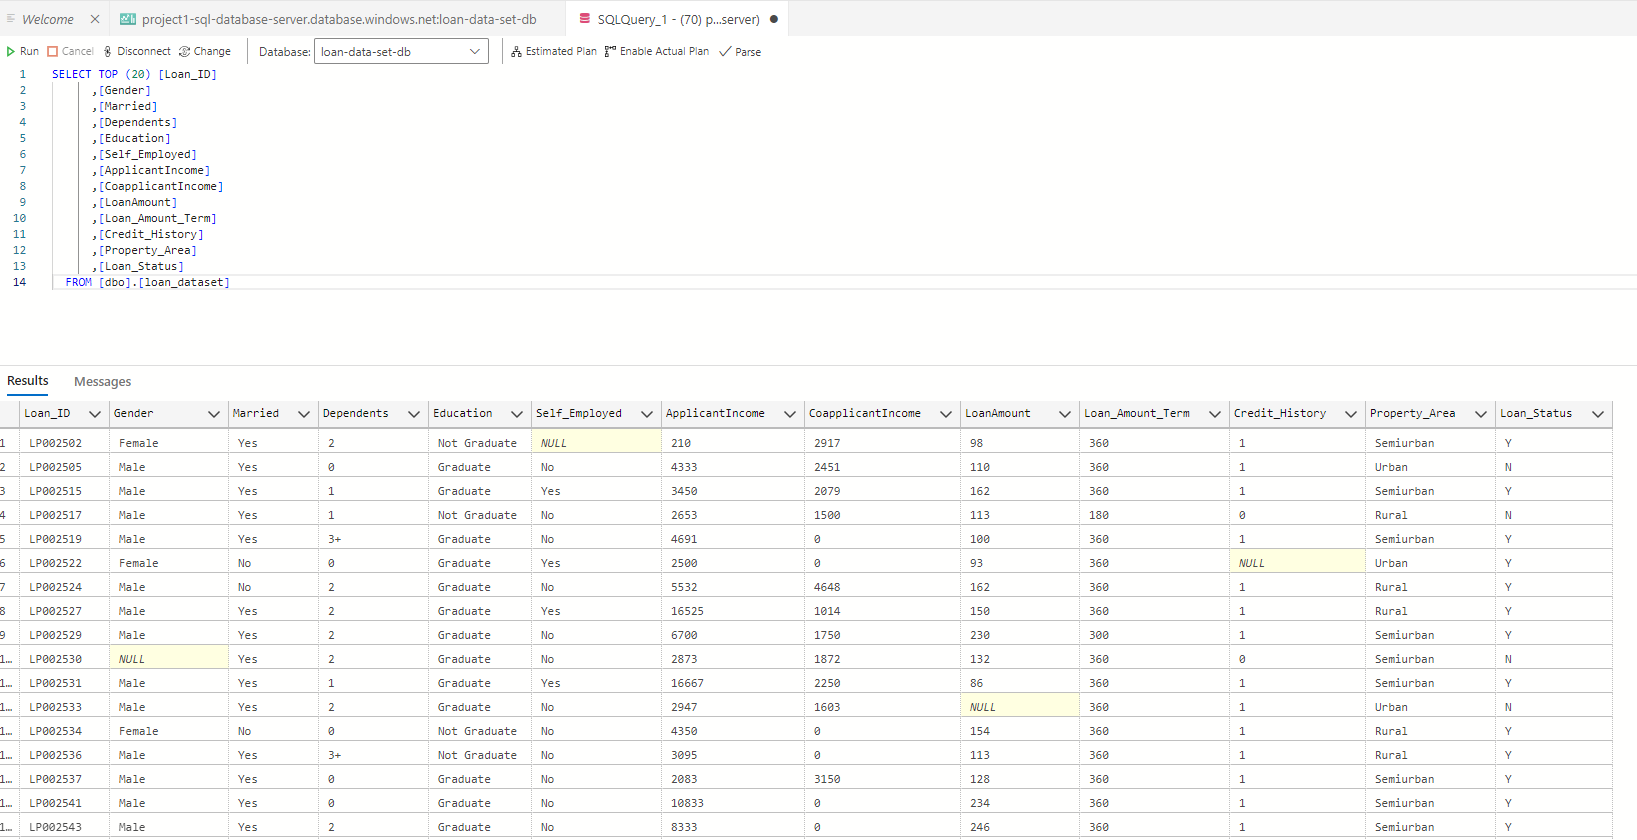 Welcome
project1-sql-database-server.database.windows.net:loan-data-set-db
SQLQuery_1 - (70) p...server)
Run Cancel Disconnect Change Database: loan-data-set-db Estimated Plan Enable Actual Plan Parse
1 SELECT TOP (20) [Loan_ID]
2 ,[Gender]
3 ,[Married]
4 ,[Dependents]
5 ,[Education]
6 ,[Self_Employed]
7 ,[ApplicantIncome]
8 ,[CoapplicantIncome]
9 ,[LoanAmount]
10 ,[Loan_Amount_Term]
11 ,[Credit_History]
12 ,[Property_Area]
13 ,[Loan_Status]
14 FROM [dbo].[loan_dataset]
Results Messages
Loan_ID Gender Married Dependents Education Self_Employed ApplicantIncome CoapplicantIncome LoanAmount Loan_Amount_Term Credit_History Property_Area Loan_Status
1 LP002502 Female Yes 2 Not Graduate NULL 210 2917 98 360 1 Semiurban Y
2 LP002505 Male Yes 0 Graduate No 4333 2451 110 360 1 Urban N
3 LP002515 Male Yes 1 Graduate Yes 3450 2079 162 360 1 Semiurban Y
4 LP002517 Male Yes 1 Not Graduate No 2653 1500 113 180 0 Rural N
5 LP002519 Male Yes 3+ Graduate No 4691 0 100 360 1 Semiurban Y
6 LP002522 Female No 0 Graduate Yes 2500 0 93 360 NULL Urban Y
7 LP002524 Male No 2 Graduate No 5532 4648 162 360 1 Rural Y
8 LP002527 Male Yes 2 Graduate Yes 16525 1014 150 360 1 Rural Y
9 LP002529 Male Yes 2 Graduate No 6700 1750 230 300 1 Semiurban Y
1... LP002530 NULL Yes 2 Graduate No 2873 1872 132 360 0 Semiurban N
1... LP002531 Male Yes 1 Graduate Yes 16667 2250 86 360 1 Semiurban Y
1... LP002533 Male Yes 2 Graduate No 2947 1603 NULL 360 1 Urban N
1... LP002534 Female No 0 Not Graduate No 4350 0 154 360 1 Rural Y
1... LP002536 Male Yes 3+ Not Graduate No 3095 0 113 360 1 Rural Y
1... LP002537 Male Yes 0 Graduate No 2083 3150 128 360 1 Semiurban Y
1... LP002541 Male Yes 0 Graduate No 10833 0 234 360 1 Semiurban Y
1... LP002543 Male Yes 2 Graduate No 8333 0 246 360 1 Semiurban Y